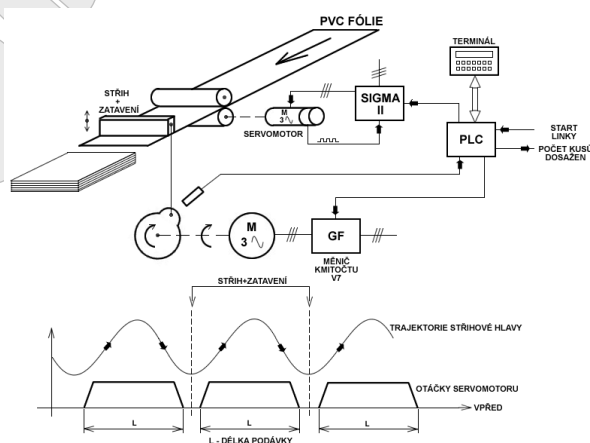 PVC FÓLIE
TERMINÁL
STŘIH
+
ZATAVENÍ
SIGMA
II
M
3
SERVOMOTOR
PLC
START
LINKY
POČET KUSŮ
DOSAŽEN
M
3
GF
MĚNIČ
KMITOČTU
V7
STŘIH+ZATAVENÍ
TRAJEKTORIE STŘIHOVÉ HLAVY
OTÁČKY SERVOMOTORU
VPŘED
L
L
L
L - DÉLKA PODÁVKY